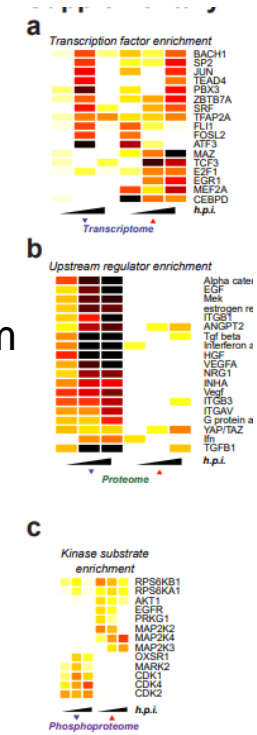 a
Transcription factor enrichment
BACH1
SP2
JUN
TEAD4
PBX3
ZBTB7A
SRF
TFAP2A
FLI1
FOSL2
ATF3
MAZ
TCF3
E2F1
EGR1
MEF2A
CEBPD
h.p.i.
Transcriptome
b
Upstream regulator enrichment
Alpha cate
EGF
Mek
estrogen re
ITGB1
ANGPT2
Tgf beta
Interferon a
HGF
VEGFA
NRG1
INHA
Vegf
ITGB3
ITGAV
G protein a
YAP/TAZ
Ifn
TGFB1
h.p.i.
Proteome
m
c
Kinase substrate
enrichment
RPS6KB1
RPS6KA1
AKT1
EGFR
PRKG1
MAP2K2
MAP2K4
MAP2K3
OXSR1
MARK2
CDK1
CDK4
CDK2
h.p.i.
Phosphoproteome